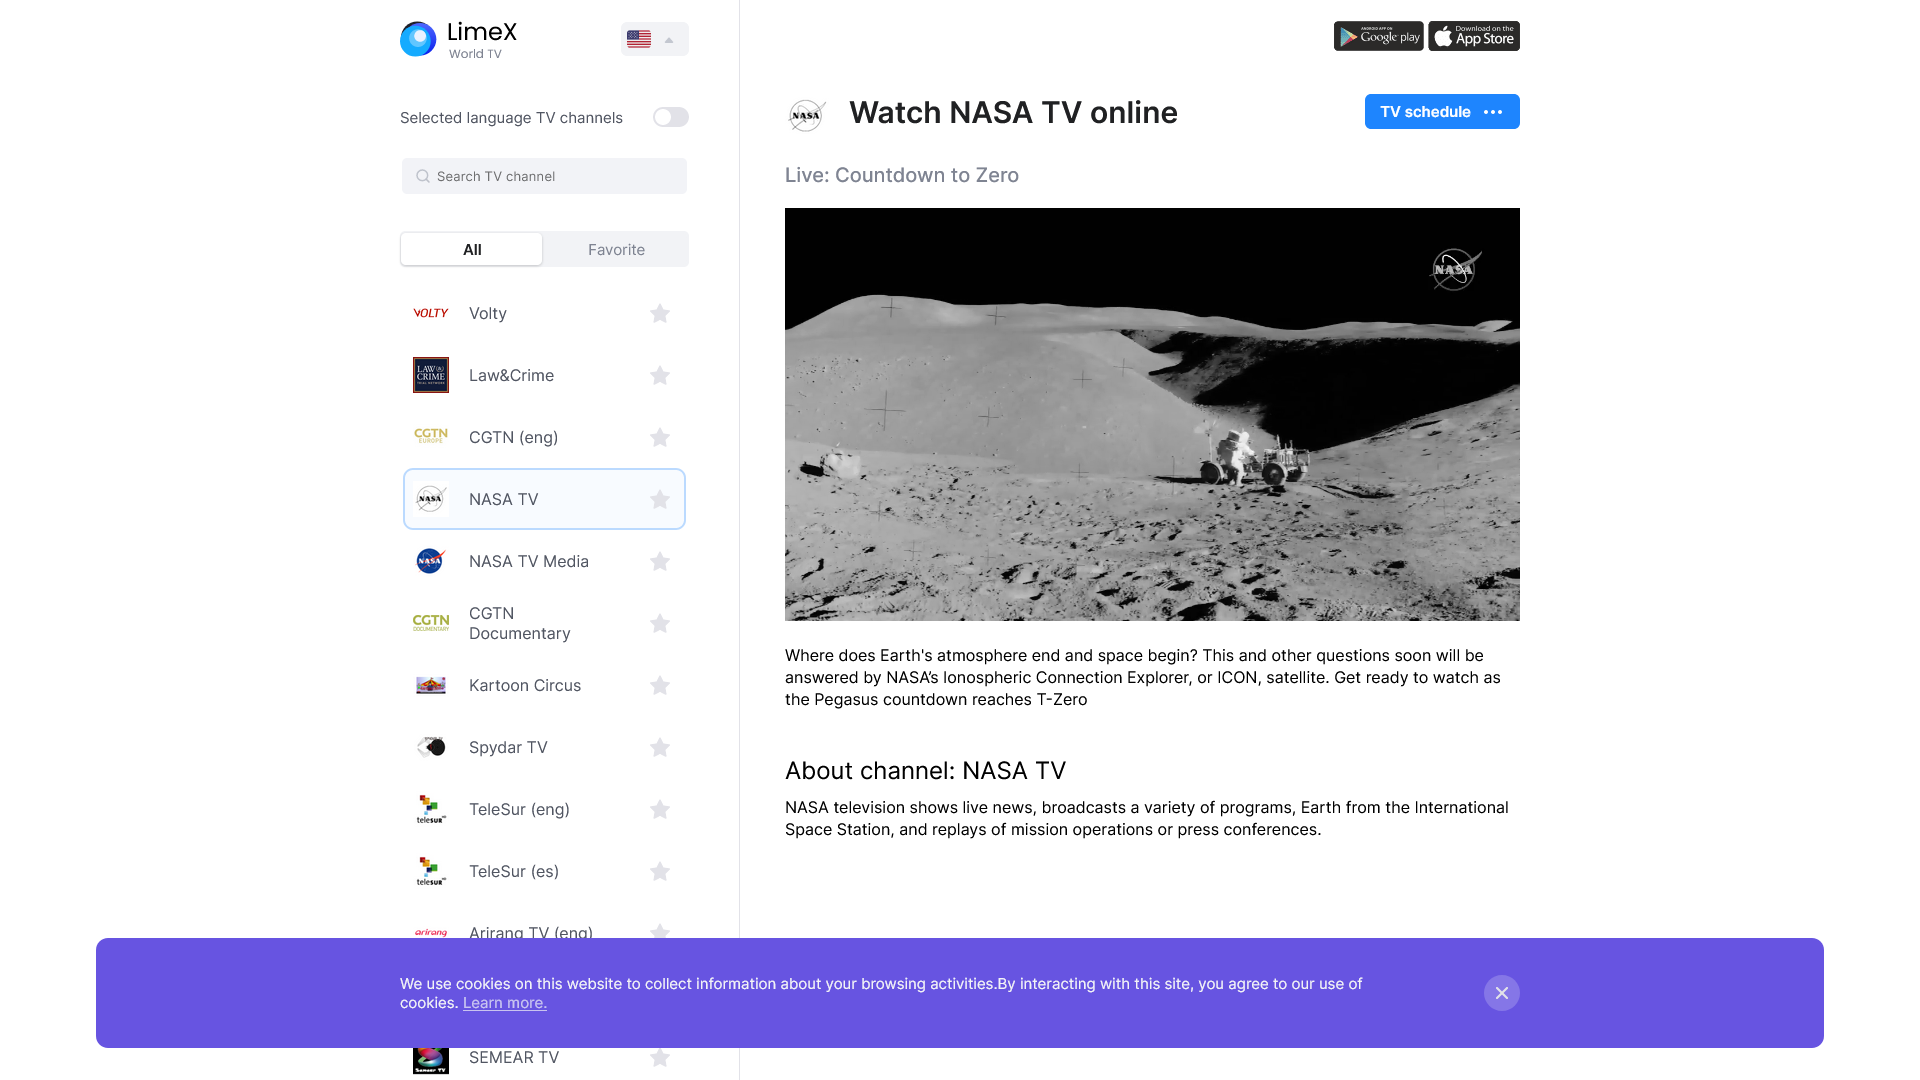 LimeX
World TV
ANDROID APP ON
Google play
Download on the
App Store
Selected language TV channels
Search TV channel
All
Favorite
VOLTY
Volty
LAW&
CRIME
Law&Crime
CGTN
EUROPE
CGTN (eng)
NASA
NASA TV
NASA
NASA TV Media
CGTN
DOCUMENTARY
CGTN
Documentary
Kartoon Circus
Spydar TV
teleSUR
TeleSur (eng)
teleSUR
TeleSur (es)
arirang
Arirang TV (eng)
Semear TV
SEMEAR TV
NASA
Watch NASA TV online
TV schedule
Live: Countdown to Zero
NASA
Where does Earth's atmosphere end and space begin? This and other questions soon will be
answered by NASA’s Ionospheric Connection Explorer, or ICON, satellite. Get ready to watch as
the Pegasus countdown reaches T-Zero
About channel: NASA TV
NASA television shows live news, broadcasts a variety of programs, Earth from the International
Space Station, and replays of mission operations or press conferences.
We use cookies on this website to collect information about your browsing activities.By interacting with this site, you agree to our use of
cookies. Learn more.